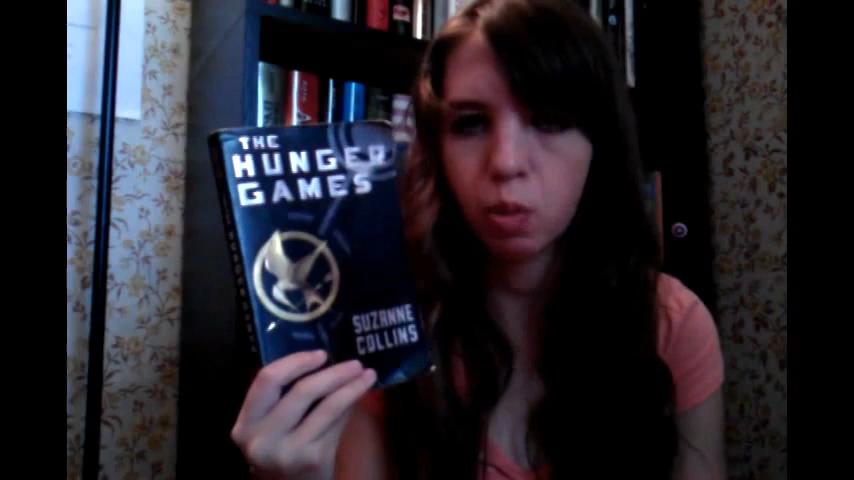 THE
HUNGER
GAMES
SUZANNE
COLLINS